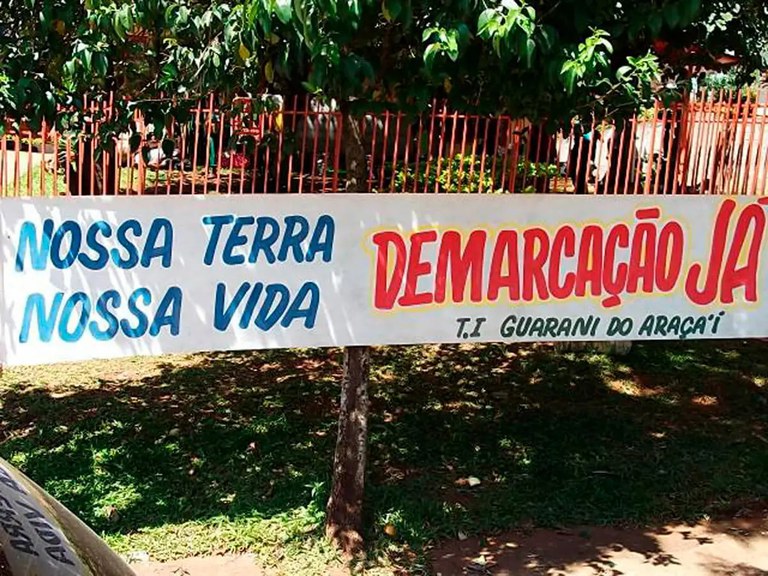 NOSSA TERRA
NOSSA VIDA
DEMARCAÇÃO JÁ
T.I GUARANI DO ARAÇA'Í